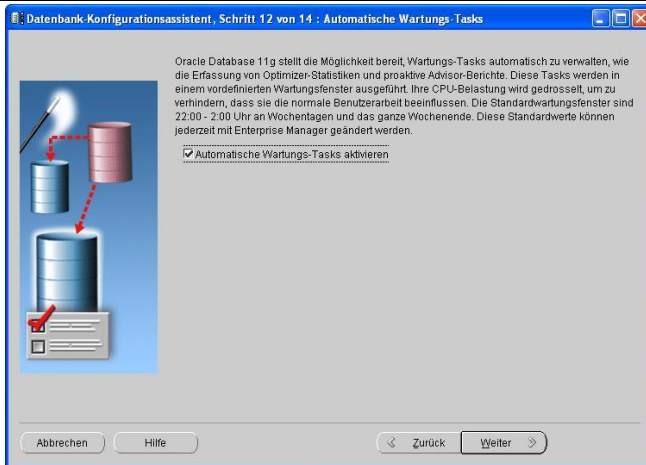 Datenbank-Konfigurationsassistent, Schritt 12 von 14 : Automatische Wartungs-Tasks
Oracle Database 11g stellt die Möglichkeit bereit, Wartungs-Tasks automatisch zu verwalten, wie
die Erfassung von Optimizer-Statistiken und proaktive Advisor-Berichte. Diese Tasks werden in
einem vordefinierten Wartungsfenster ausgeführt. Ihre CPU-Belastung wird gedrosselt, um zu
verhindern, dass sie die normale Benutzerarbeit beeinflussen. Die Standardwartungsfenster sind
22:00 - 2:00 Uhr an Wochentagen und das ganze Wochenende. Diese Standardwerte können
jederzeit mit Enterprise Manager geändert werden.
Automatische Wartungs-Tasks aktivieren
Abbrechen Hilfe Zurück Weiter